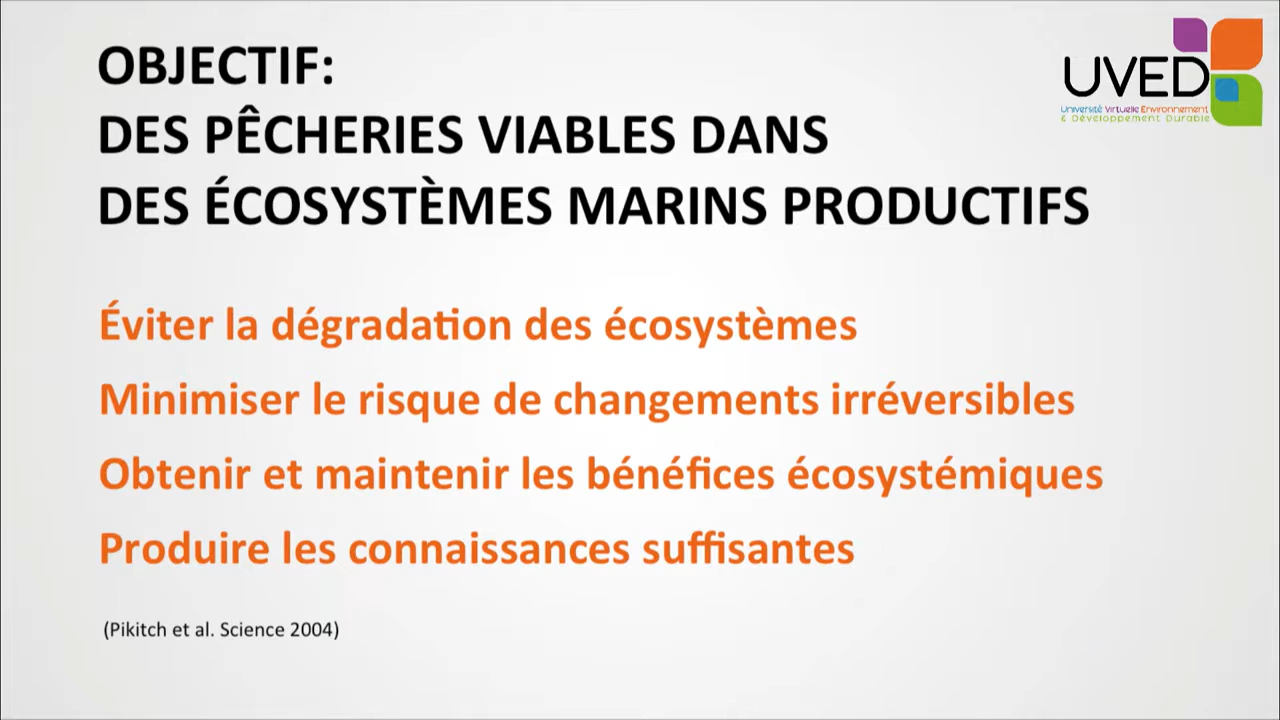 OBJECTIF:
DES PÊCHERIES VIABLES DANS
DES ÉCOSYSTÈMES MARINS PRODUCTIFS
UVED
Université Virtuelle Environnement
& Développement Durable
Éviter la dégradation des écosystèmes
Minimiser le risque de changements irréversibles
Obtenir et maintenir les bénéfices écosystémiques
Produire les connaissances suffisantes
(Pikitch et al. Science 2004)